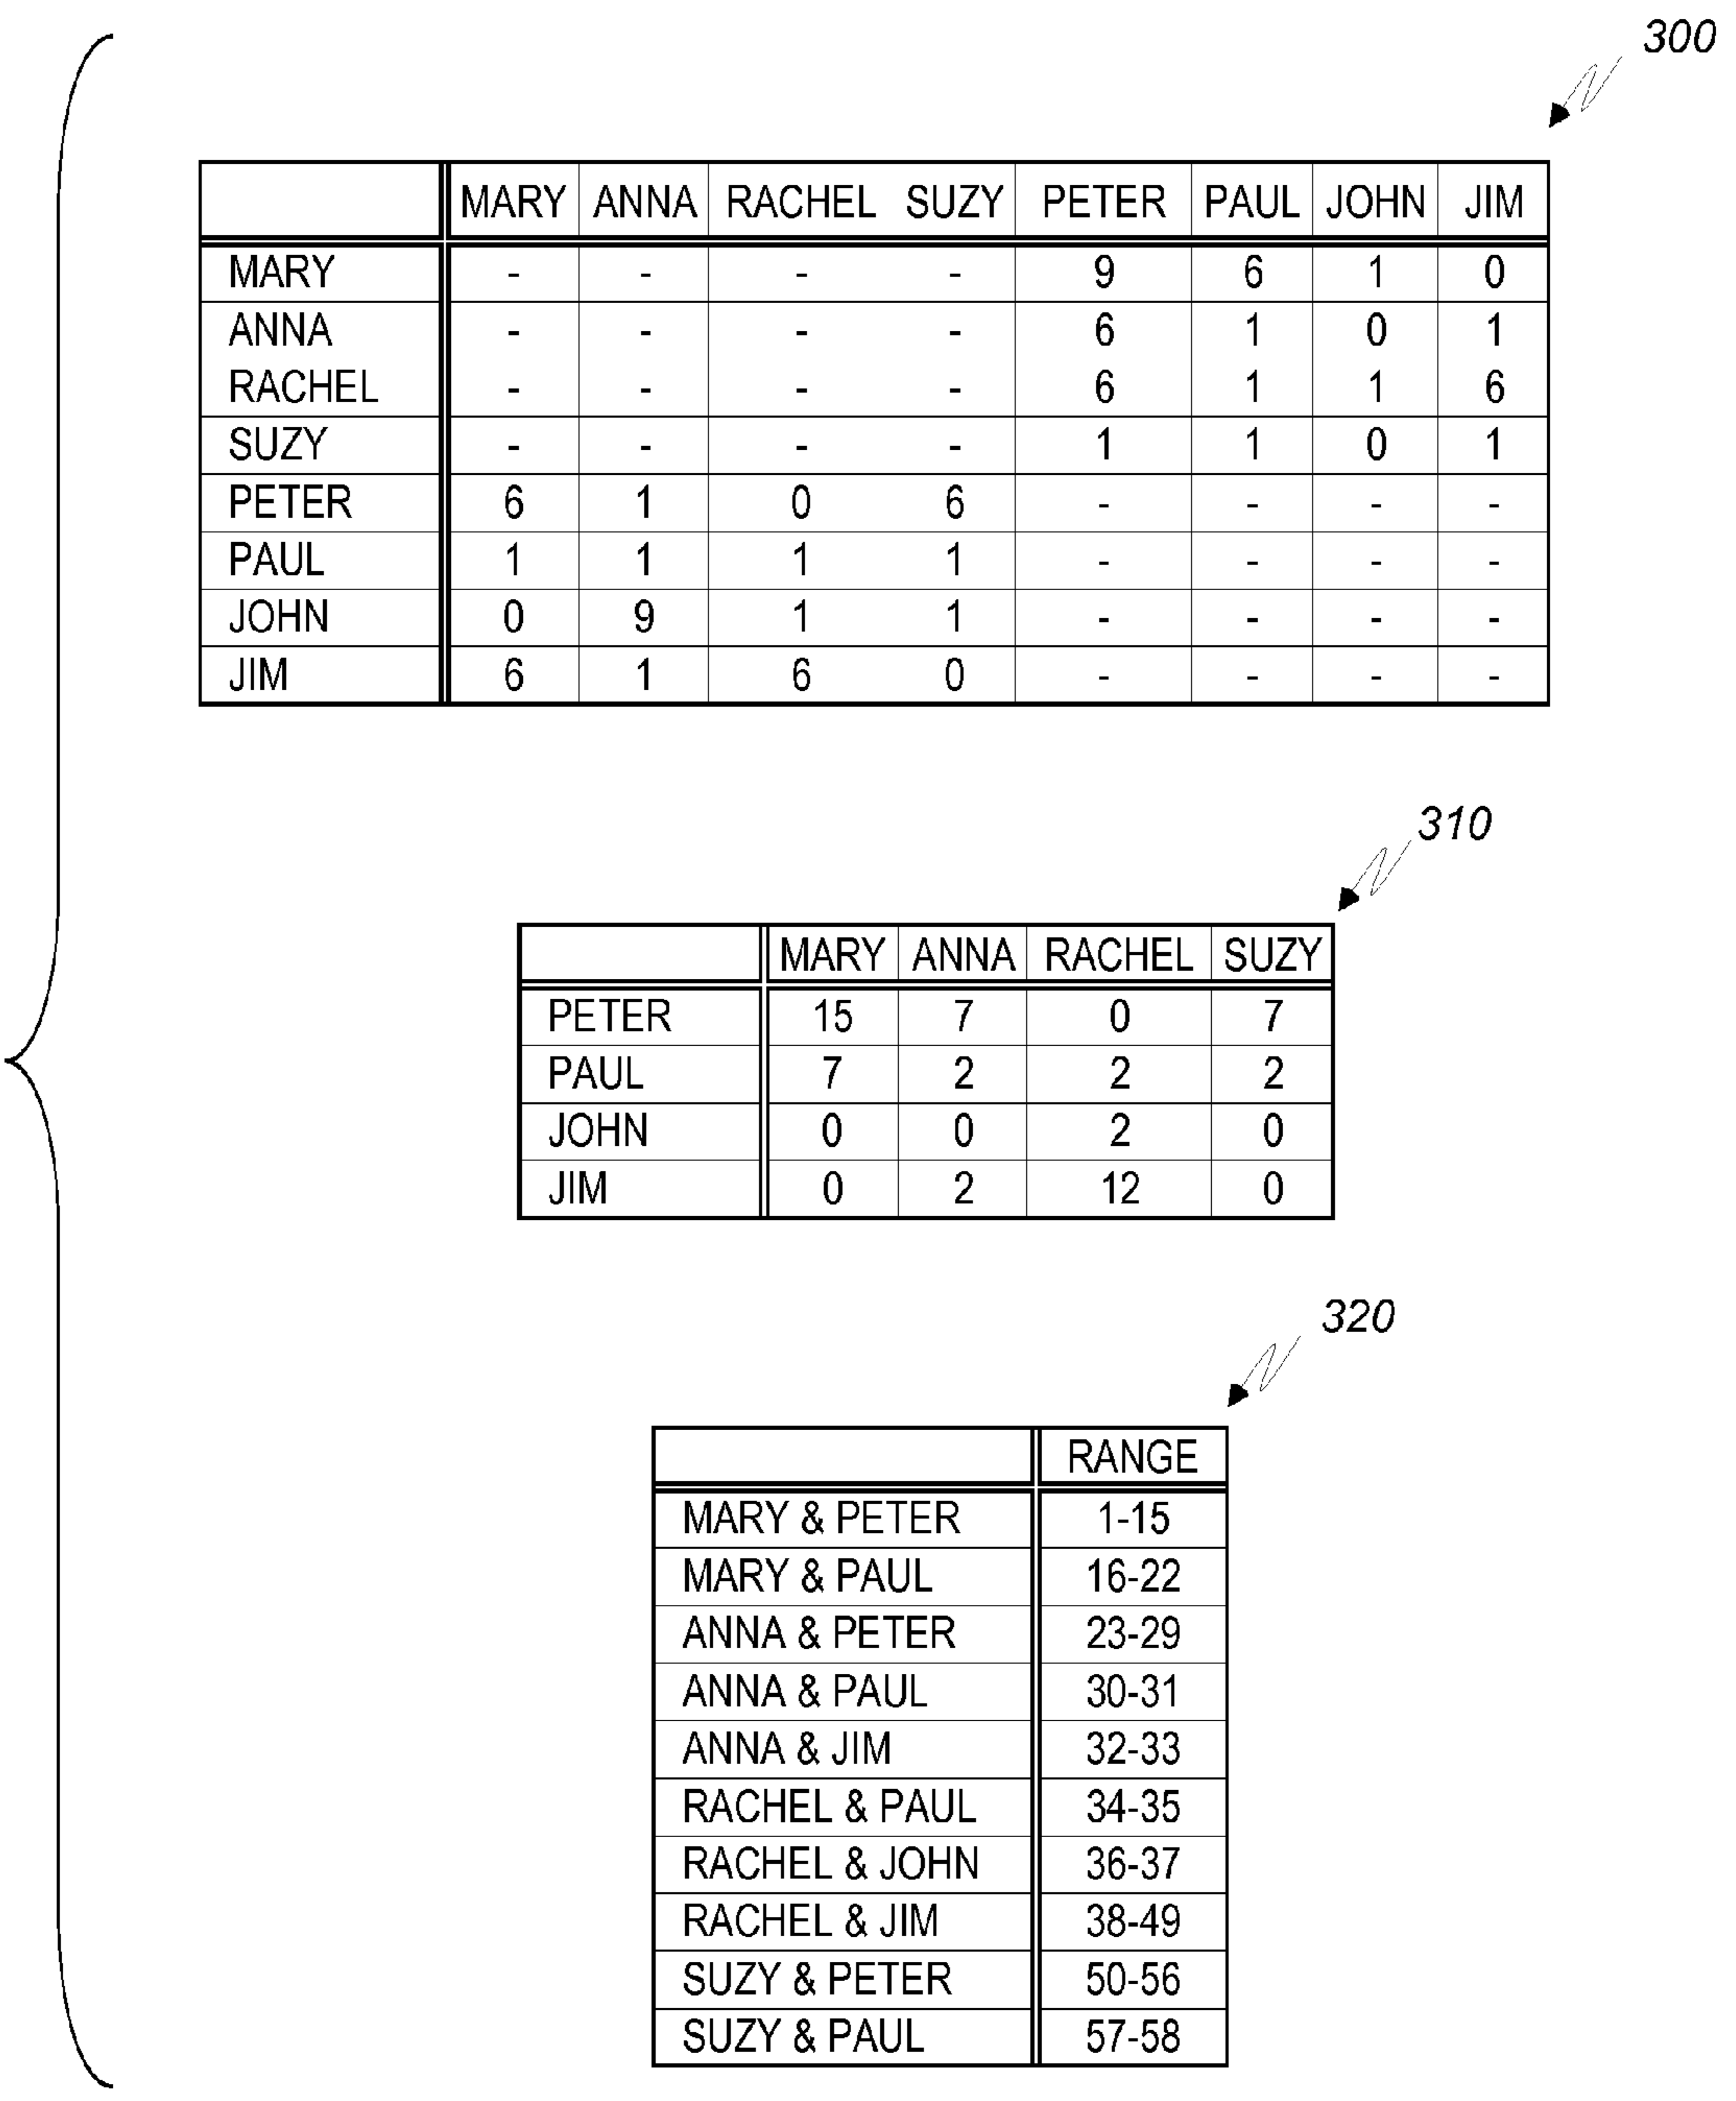 300
MARY ANNA RACHEL SUZY PETER PAUL JOHN JIM
MARY - - - - 9 6 1 0
ANNA - - - - 6 1 0 1
RACHEL - - - - 6 1 1 6
SUZY - - - - 1 1 0 1
PETER 6 1 0 6 - - - -
PAUL 1 1 1 1 - - - -
JOHN 0 9 1 1 - - - -
JIM 6 1 6 0 - - - -
310
MARY ANNA RACHEL SUZY
PETER 15 7 0 7
PAUL 7 2 2 2
JOHN 0 0 2 0
JIM 0 2 12 0
320
RANGE
MARY & PETER 1-15
MARY & PAUL 16-22
ANNA & PETER 23-29
ANNA & PAUL 30-31
ANNA & JIM 32-33
RACHEL & PAUL 34-35
RACHEL & JOHN 36-37
RACHEL & JIM 38-49
SUZY & PETER 50-56
SUZY & PAUL 57-58